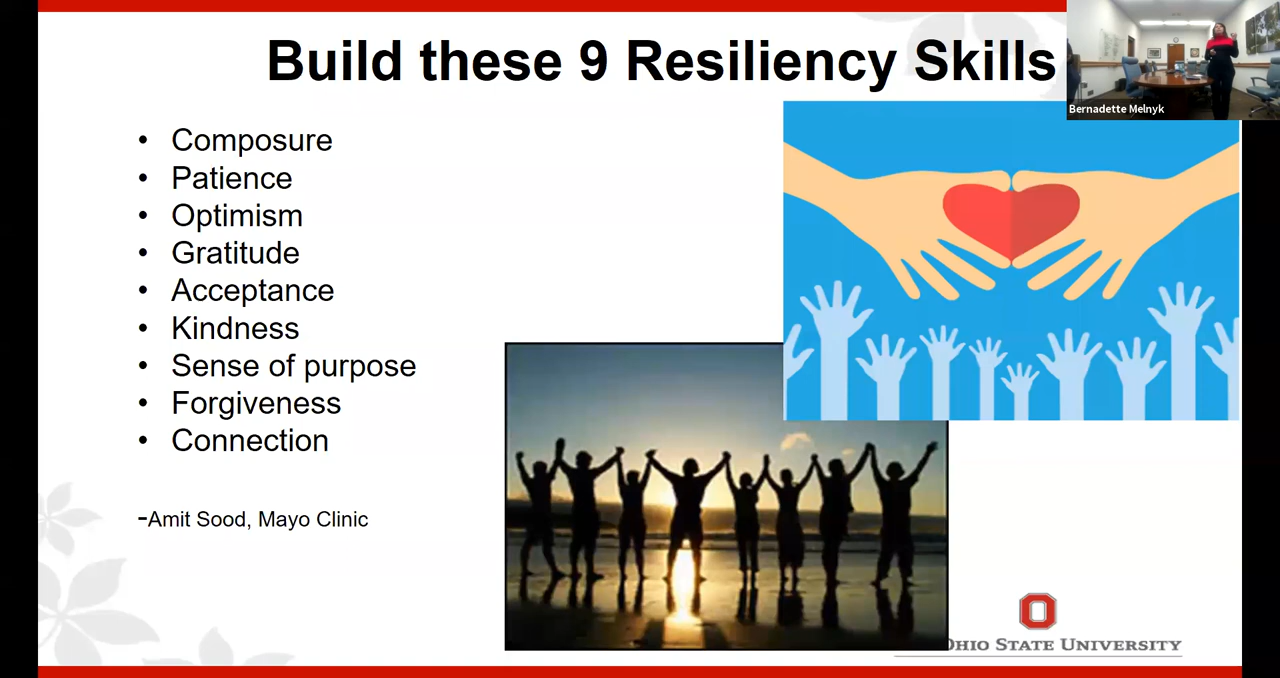 Build these 9 Resiliency Skills
Bernadette Melnyk
• Composure
• Patience
• Optimism
• Gratitude
• Acceptance
• Kindness
• Sense of purpose
• Forgiveness
• Connection
-Amit Sood, Mayo Clinic
OHIO STATE UNIVERSITY